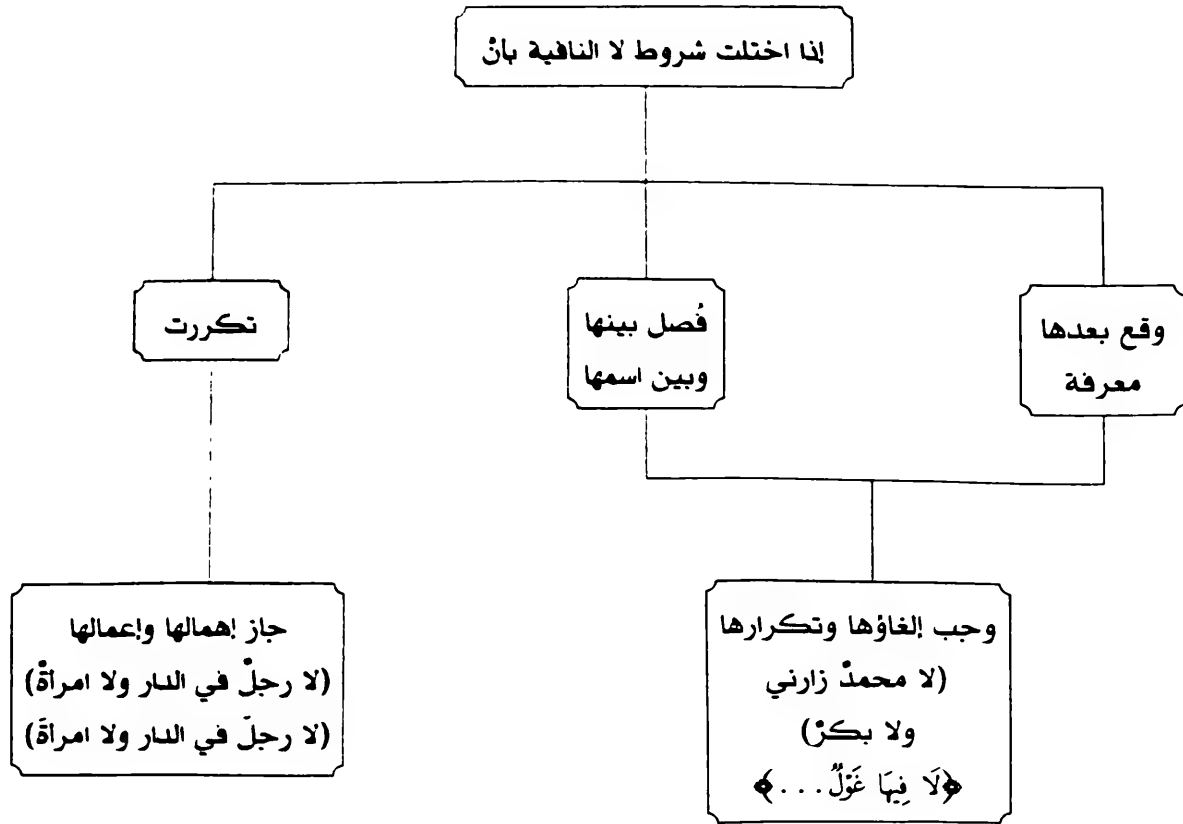 إذا اختلت شروط لا النافية بأنْ
وقع بعدها
معرفة
فُصل بينها
وبين اسمها
تكررت
وجب إلغاؤها وتكرارها
(لا محمدٌ زارني
ولا بكرٌ)
﴿لَا فِيهَا غَوْلٌ...﴾
جاز إهمالها وإعمالها
(لا رجلٌ في الدار ولا امرأةٌ)
(لا رجلَ في الدار ولا امرأةَ)